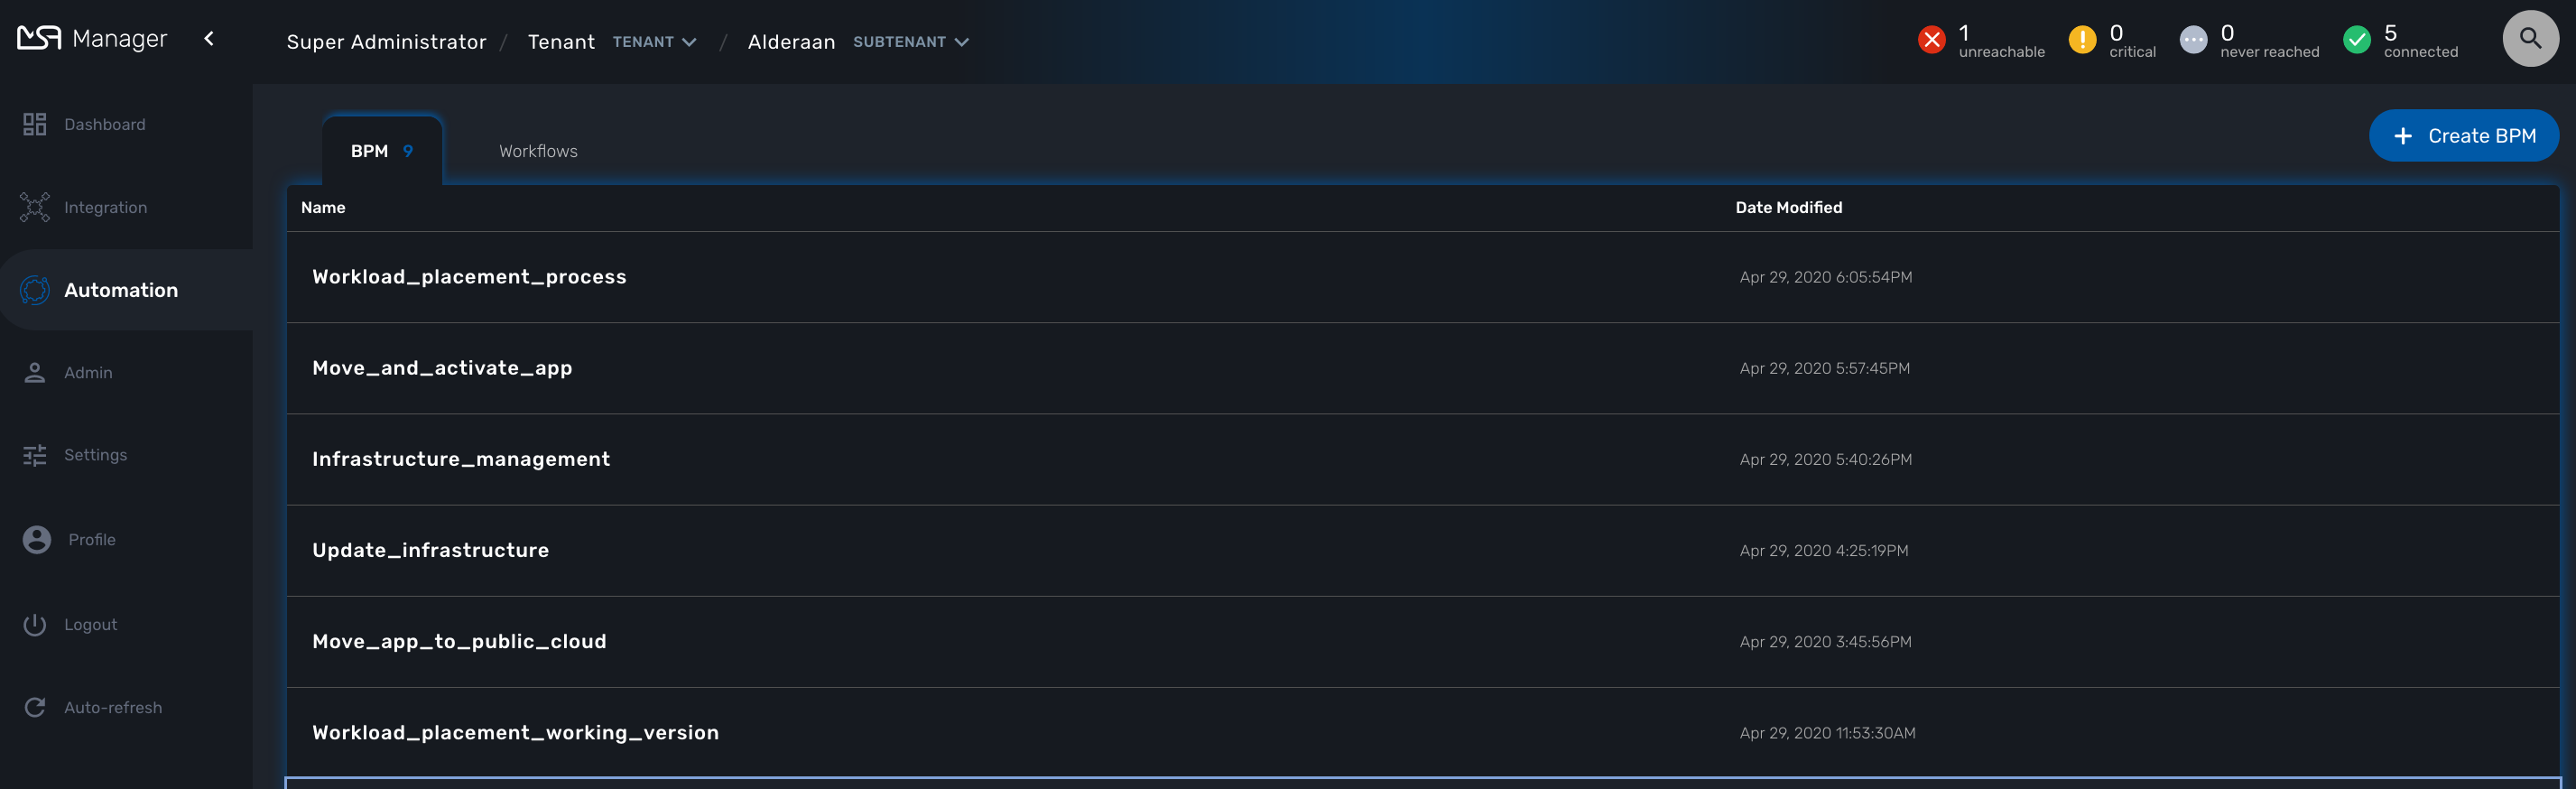 MSA Manager
Super Administrator / Tenant TENANT / Alderaan SUBTENANT
1 unreachable
0 critical
0 never reached
5 connected
Dashboard
Integration
Automation
Admin
Settings
Profile
Logout
Auto-refresh
BPM 9
Workflows
+ Create BPM
Name Date Modified
Workload_placement_process Apr 29, 2020 6:05:54PM
Move_and_activate_app Apr 29, 2020 5:57:45PM
Infrastructure_management Apr 29, 2020 5:40:26PM
Update_infrastructure Apr 29, 2020 4:25:19PM
Move_app_to_public_cloud Apr 29, 2020 3:45:56PM
Workload_placement_working_version Apr 29, 2020 11:53:30AM